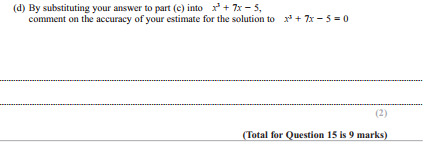 (d) By substituting your answer to part (c) into x³ + 7x − 5,
comment on the accuracy of your estimate for the solution to x³ + 7x − 5 = 0
(2)
(Total for Question 15 is 9 marks)